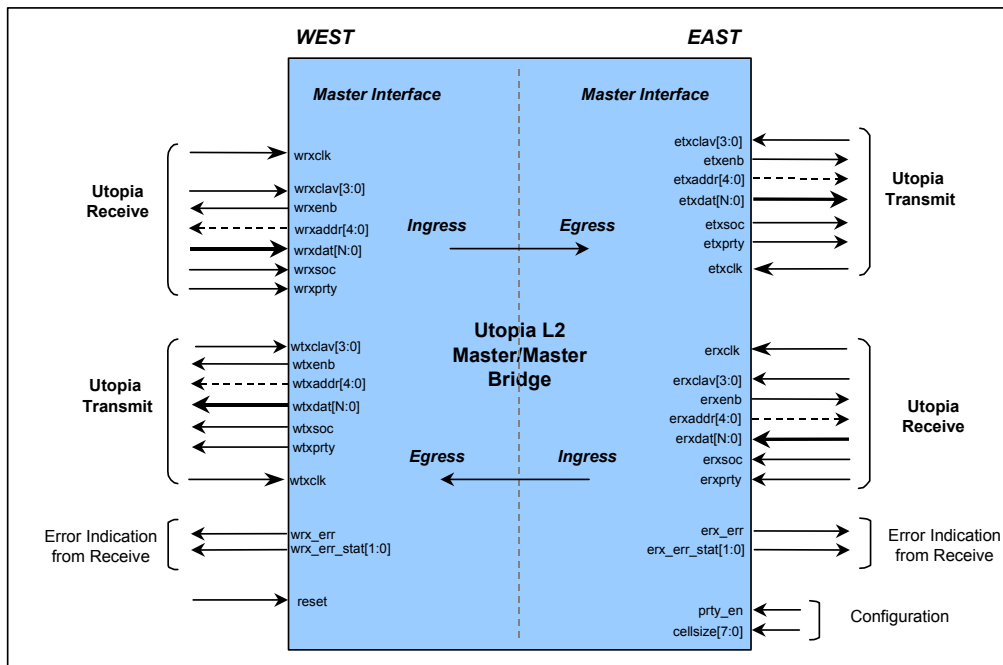 WEST
EAST
Master Interface
Master Interface
Utopia
Receive
wrxclk
wrxclav[3:0]
wrxenb
wrxaddr[4:0]
wrxdat[N:0]
wrxsoc
wrxprty
Ingress
Egress
etxclav[3:0]
etxenb
etxaddr[4:0]
etxdat[N:0]
etxsoc
etxprty
etxclk
Utopia
Transmit
Utopia L2
Master/Master
Bridge
Utopia
Transmit
wtxclav[3:0]
wtxenb
wtxaddr[4:0]
wtxdat[N:0]
wtxsoc
wtxprty
wtxclk
Egress
Ingress
erxclk
erxclav[3:0]
erxenb
erxaddr[4:0]
erxdat[N:0]
erxsoc
erxprty
Utopia
Receive
Error Indication
from Receive
wrx_err
wrx_err_stat[1:0]
erx_err
erx_err_stat[1:0]
Error Indication
from Receive
reset
prty_en
cellsize[7:0]
Configuration